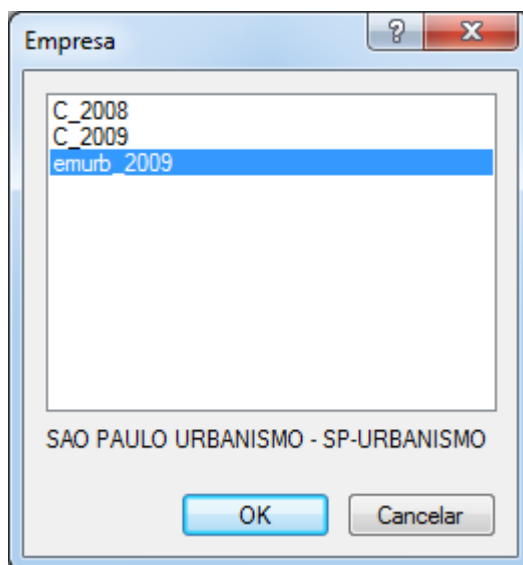 Empresa
C_2008
C_2009
emurb_2009
SAO PAULO URBANISMO - SP-URBANISMO
OK
Cancelar